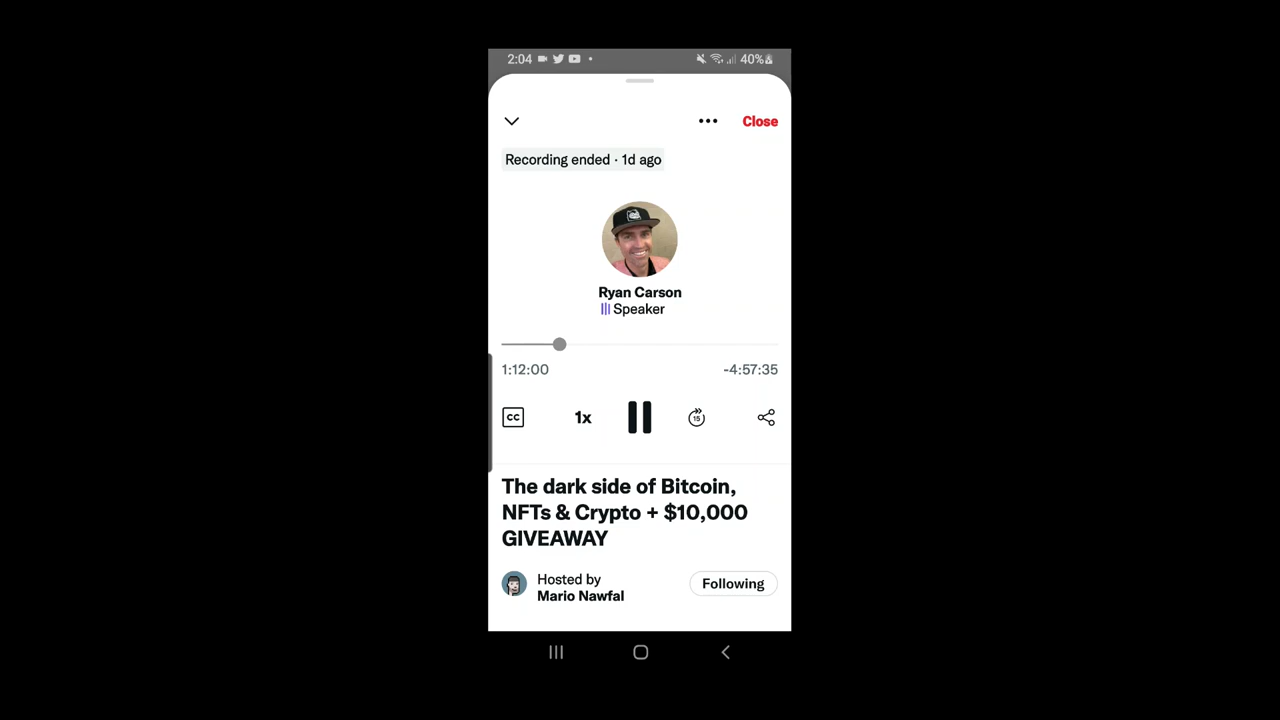 2:04
40%
Close
Recording ended · 1d ago
Ryan Carson
Speaker
1:12:00
-4:57:35
CC
1x
15
The dark side of Bitcoin,
NFTs & Crypto + $10,000
GIVEAWAY
Hosted by
Mario Nawfal
Following